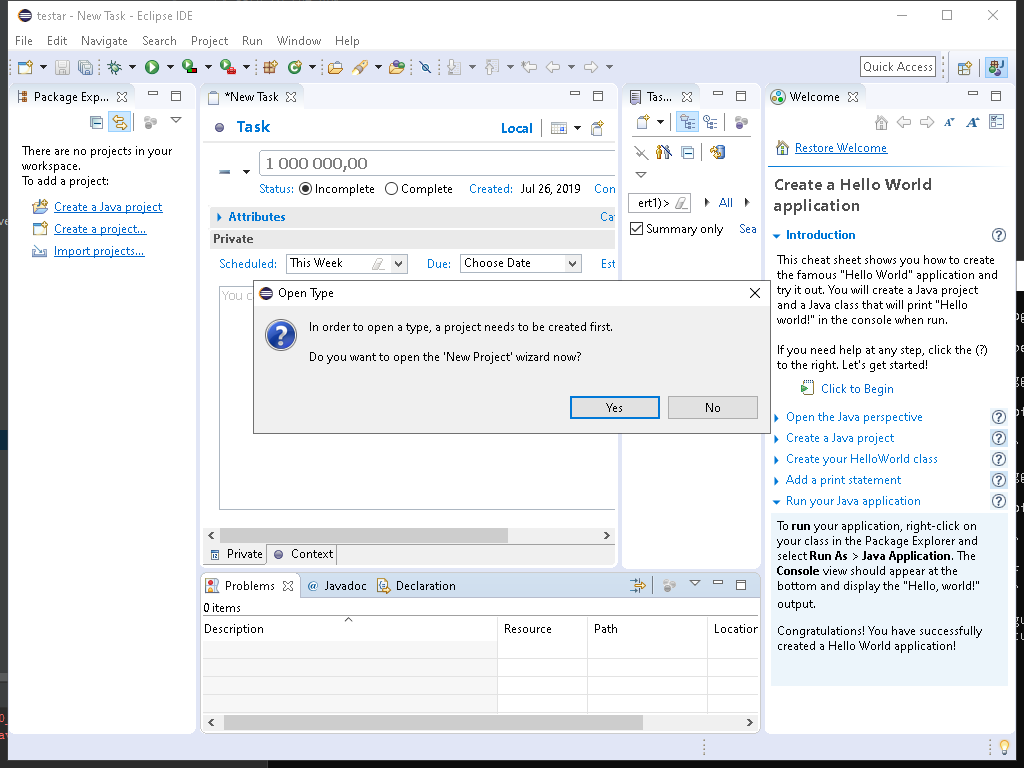 testar - New Task - Eclipse IDE
File Edit Navigate Search Project Run Window Help
Quick Access
Package Exp...
There are no projects in your
workspace.
To add a project:
Create a Java project
Create a project...
Import projects...
*New Task
Task
Local
1 000 000,00
Status: Incomplete Complete Created: Jul 26, 2019 Con
Attributes Ca
Private
Scheduled: This Week Due: Choose Date Est
You c
Private Context
Tas...
ert1)> All
Summary only Sea
Open Type
In order to open a type, a project needs to be created first.
Do you want to open the 'New Project' wizard now?
Yes No
Problems @ Javadoc Declaration
0 items
Description Resource Path Location
Welcome
Restore Welcome
Create a Hello World
application
Introduction
This cheat sheet shows you how to create
the famous "Hello World" application and
try it out. You will create a Java project
and a Java class that will print "Hello
world!" in the console when run.
If you need help at any step, click the (?)
to the right. Let's get started!
Click to Begin
Open the Java perspective
Create a Java project
Create your HelloWorld class
Add a print statement
Run your Java application
To run your application, right-click on
your class in the Package Explorer and
select Run As > Java Application. The
Console view should appear at the
bottom and display the "Hello, world!"
output.
Congratulations! You have successfully
created a Hello World application!